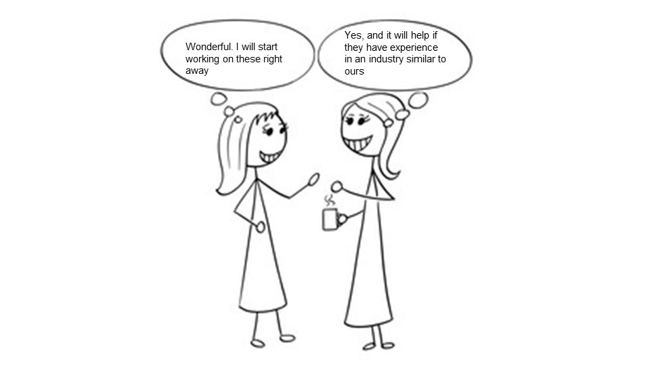 Wonderful. I will start
working on these right
away
Yes, and it will help if
they have experience
in an industry similar to
ours